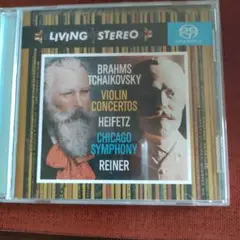 LIVING STEREO
BRAHMS
TCHAIKOVSKY
VIOLIN
CONCERTOS
HEIFETZ
CHICAGO
SYMPHONY
REINER